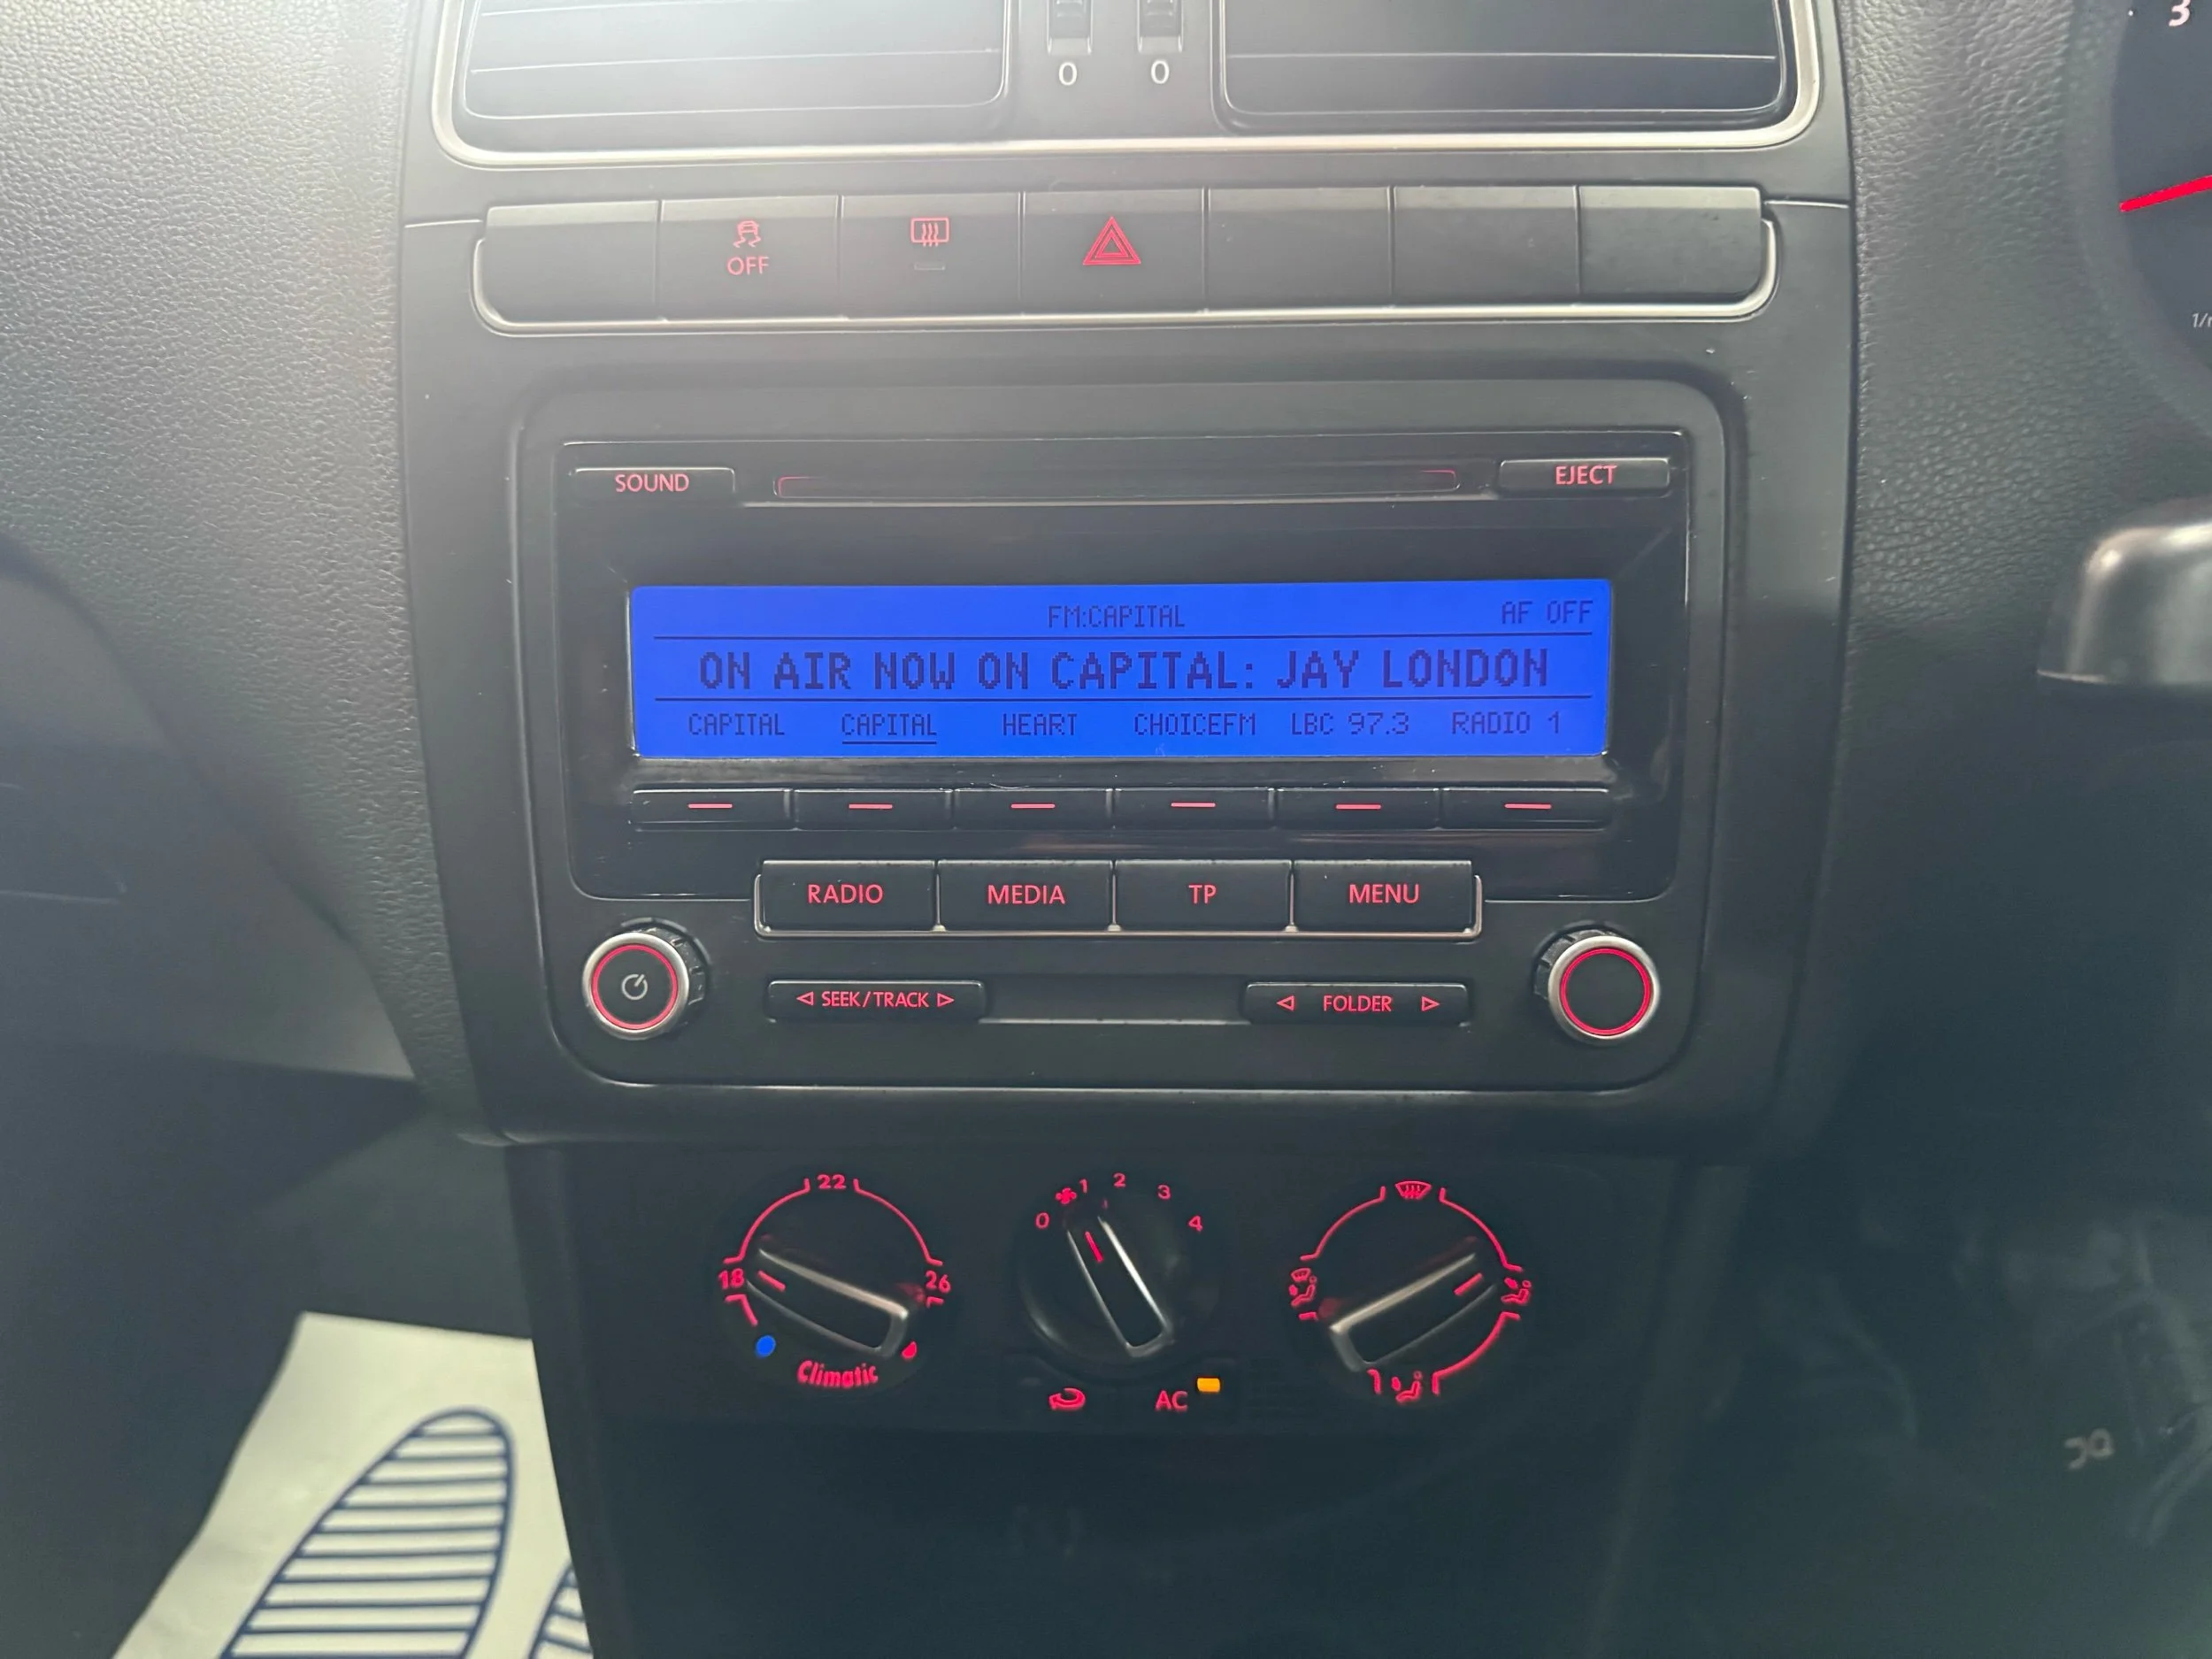 3
0 0
1/
OFF
SOUND EJECT
FM:CAPITAL AF OFF
ON AIR NOW ON CAPITAL: JAY LONDON
CAPITAL CAPITAL HEART CHOICEFM LBC 97.3 RADIO 1
RADIO MEDIA TP MENU
SEEK/TRACK FOLDER
22
18 26
Climatic
0 1 2 3 4
AC